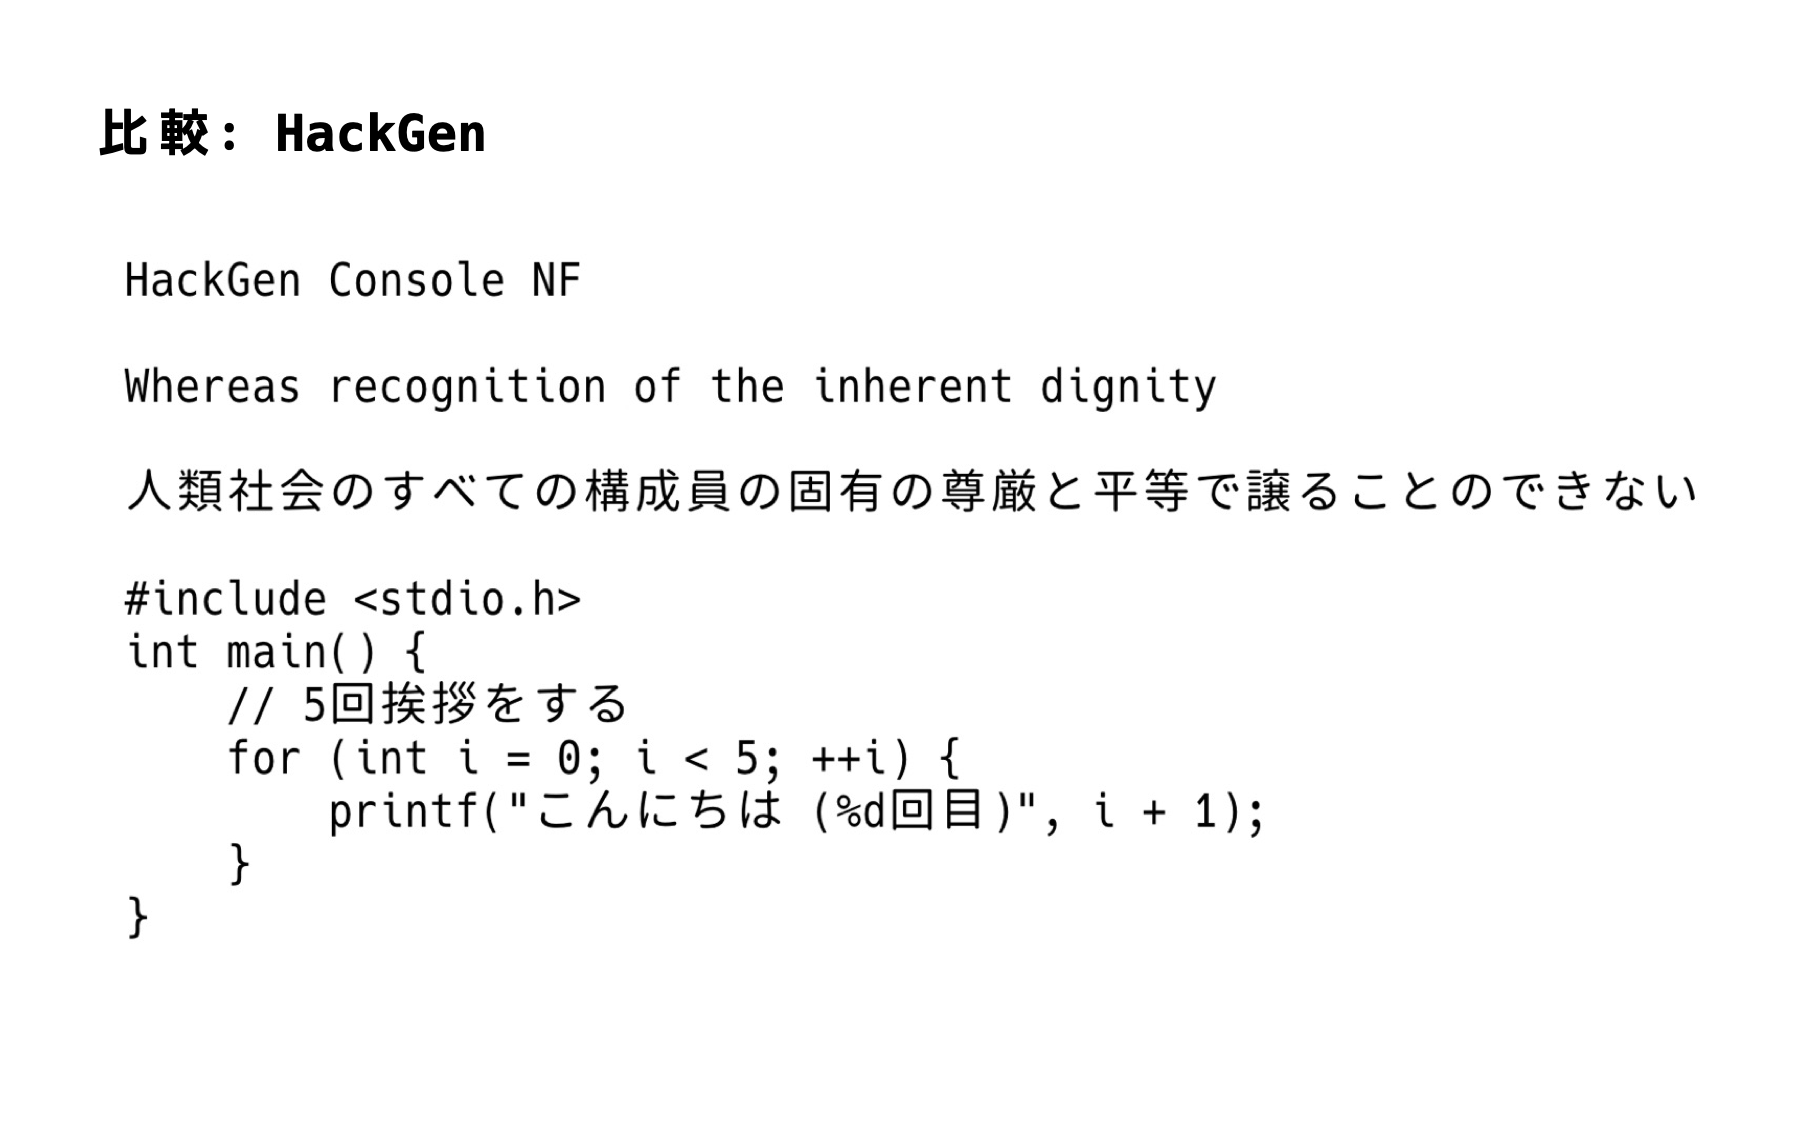 比較: HackGen
HackGen Console NF
Whereas recognition of the inherent dignity
人類社会のすべての構成員の固有の尊厳と平等で譲ることのできない
#include <stdio.h>
int main() {
    // 5回挨拶をする
    for (int i = 0; i < 5; ++i) {
        printf("こんにちは (%d回目)", i + 1);
    }
}